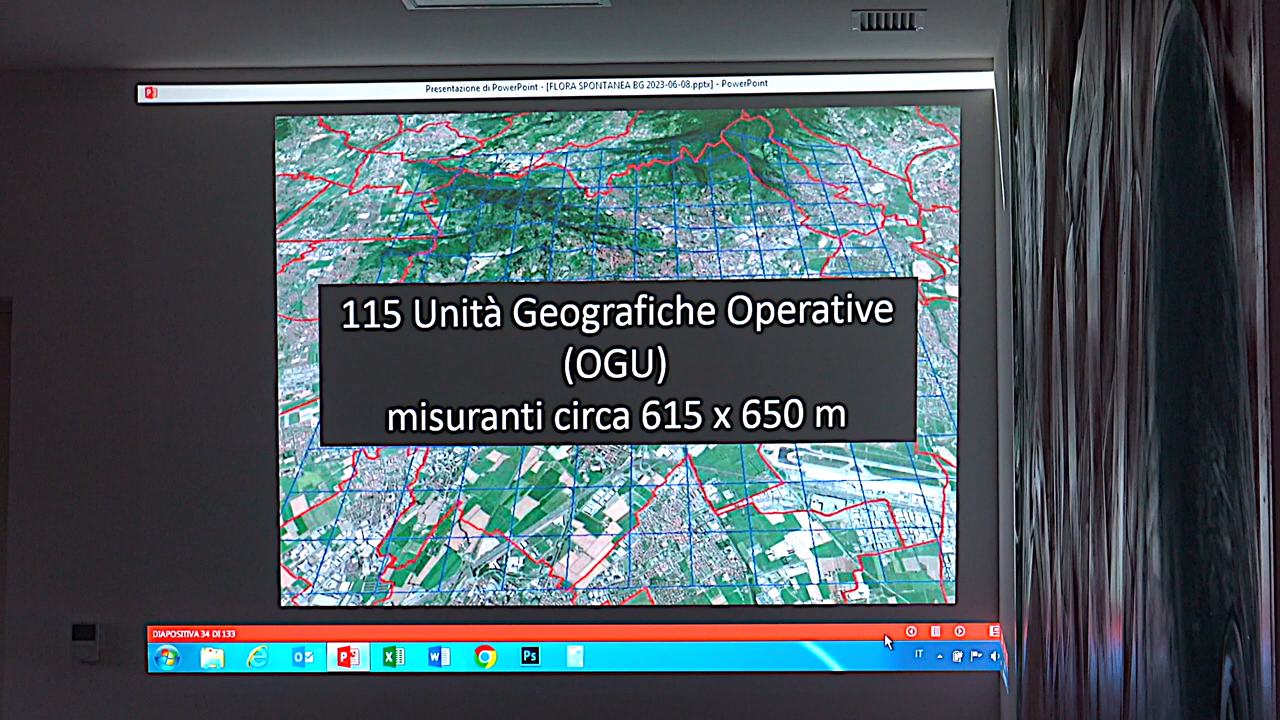 Presentazione di PowerPoint - [FLORA SPONTANEA BG 2023-06-08.pptx] - PowerPoint
115 Unità Geografiche Operative
(OGU)
misuranti circa 615 x 650 m
DIAPOSITIVA 34 DI 133
Ps
IT